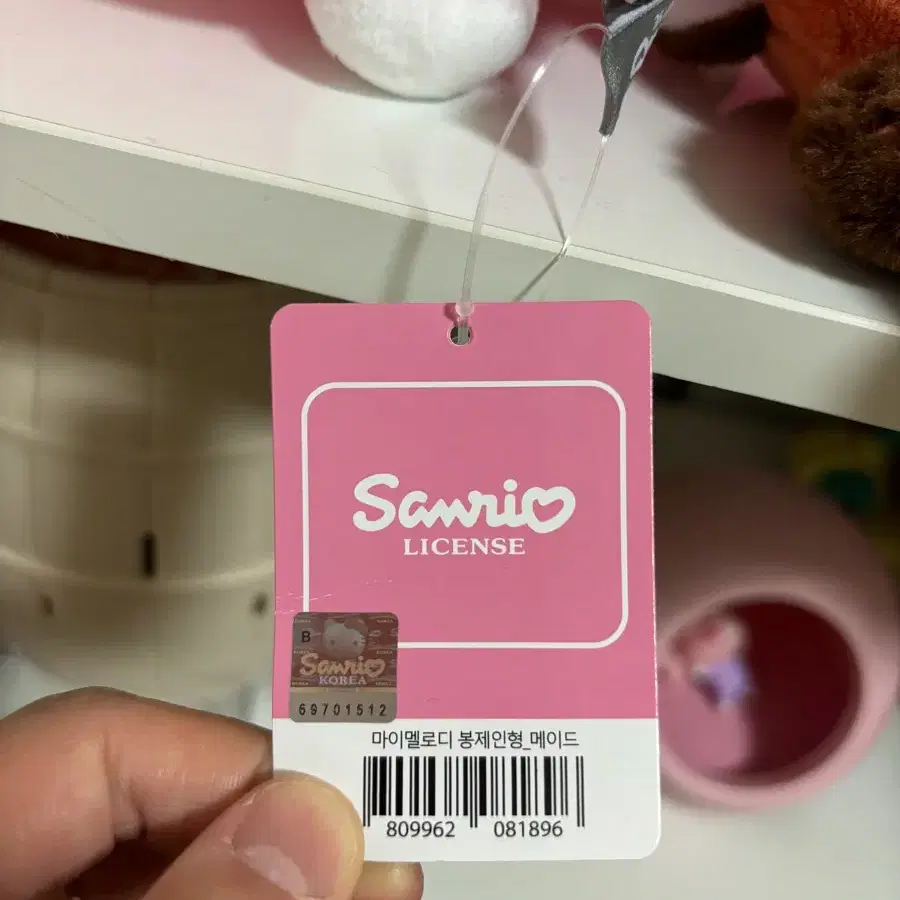 Sanrio
LICENSE
B
Sanrio
KOREA
69701512
마이멜로디 봉제인형_메이드
809962 081896